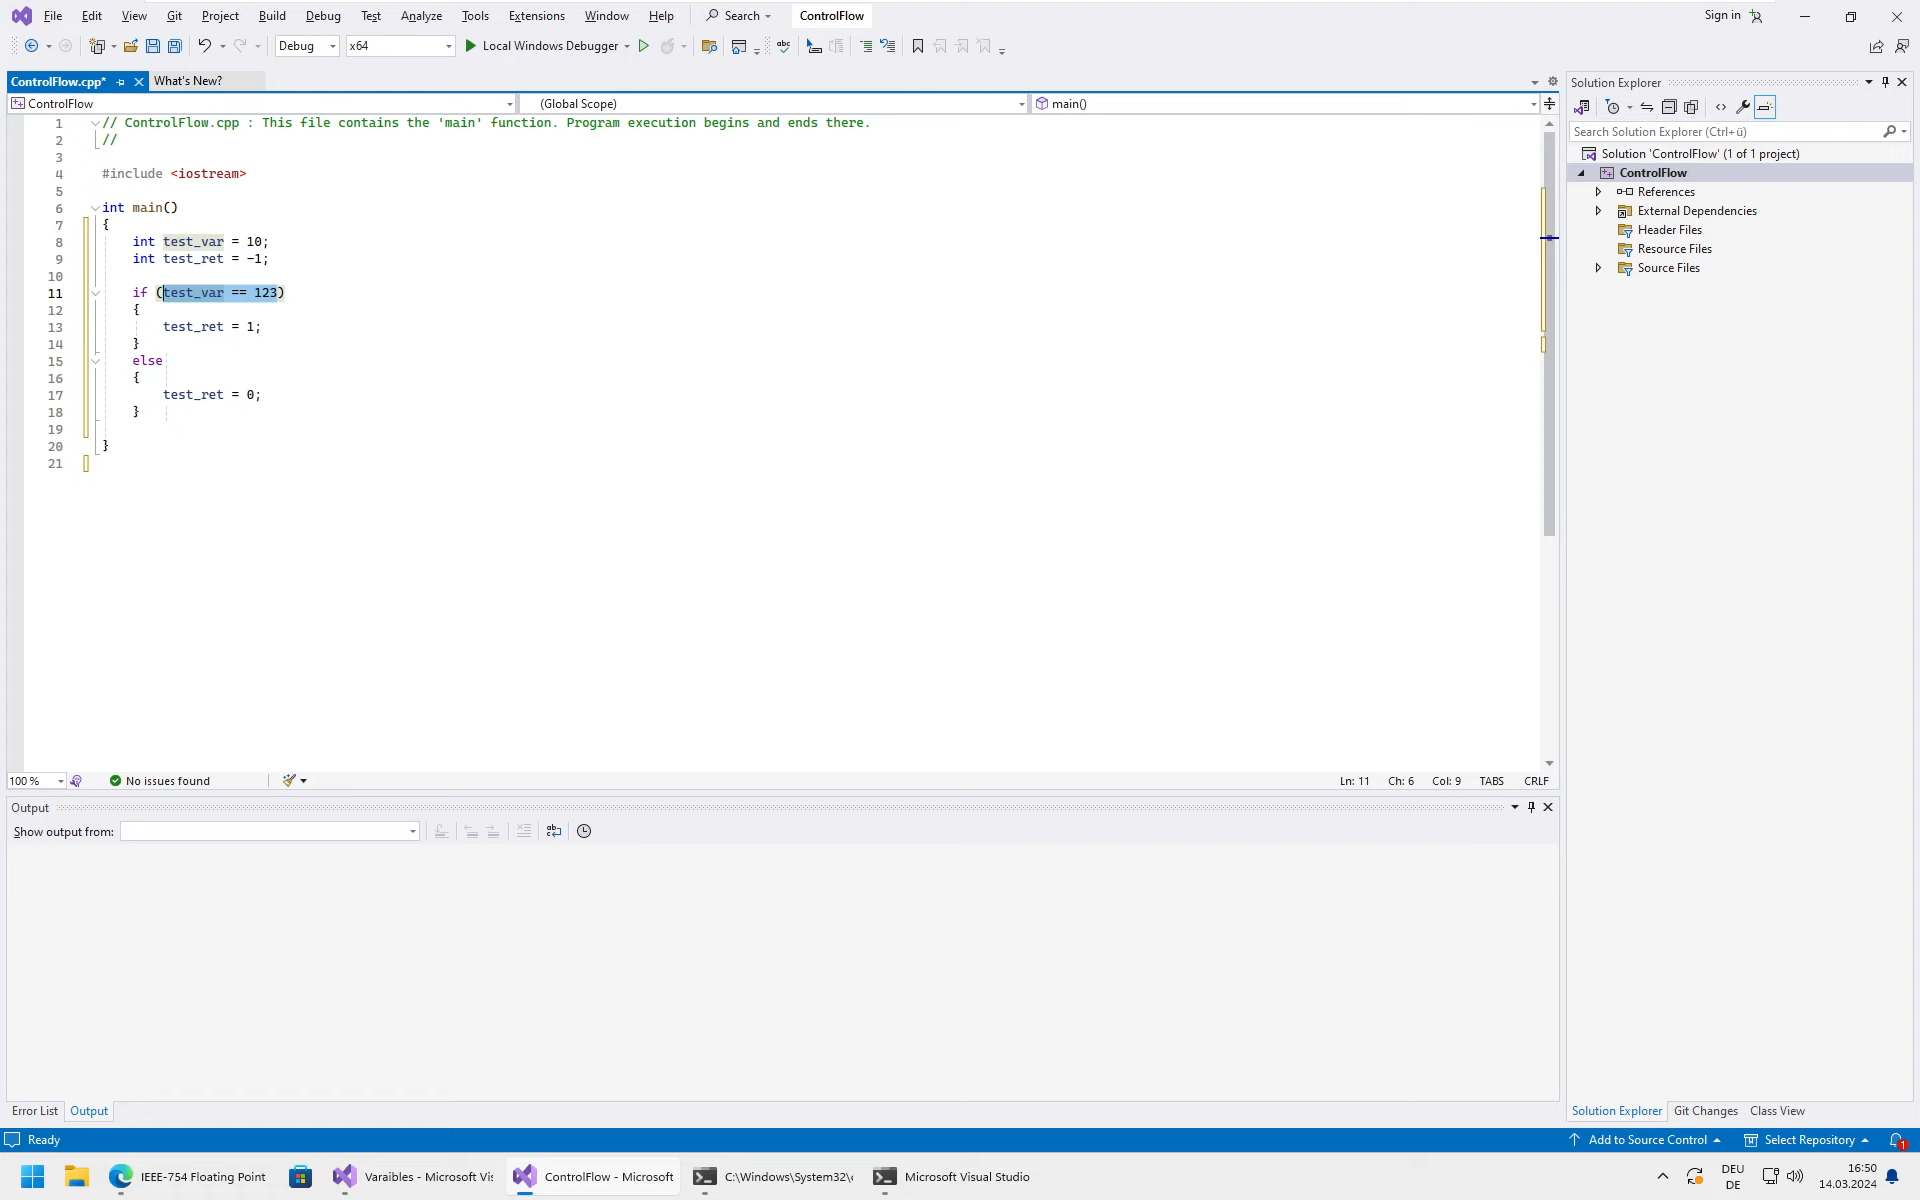 File Edit View Git Project Build Debug Test Analyze Tools Extensions Window Help Search ControlFlow Sign in
Debug x64 Local Windows Debugger
ControlFlow.cpp* What's New?
ControlFlow (Global Scope) main()
1 // ControlFlow.cpp : This file contains the 'main' function. Program execution begins and ends there.
2 //
3
4 #include <iostream>
5
6 int main()
7 {
8 int test_var = 10;
9 int test_ret = -1;
10
11 if (test_var == 123)
12 {
13 test_ret = 1;
14 }
15 else
16 {
17 test_ret = 0;
18 }
19
20 }
21
100 % No issues found Ln: 11 Ch: 6 Col: 9 TABS CRLF
Output
Show output from:
Error List Output
Solution Explorer
Search Solution Explorer (Ctrl+ü)
Solution 'ControlFlow' (1 of 1 project)
ControlFlow
References
External Dependencies
Header Files
Resource Files
Source Files
Solution Explorer Git Changes Class View
Ready Add to Source Control Select Repository 1
IEEE-754 Floating Point Varaibles - Microsoft Vis ControlFlow - Microsoft C:\Windows\System32\c Microsoft Visual Studio
DEU
DE
16:50
14.03.2024